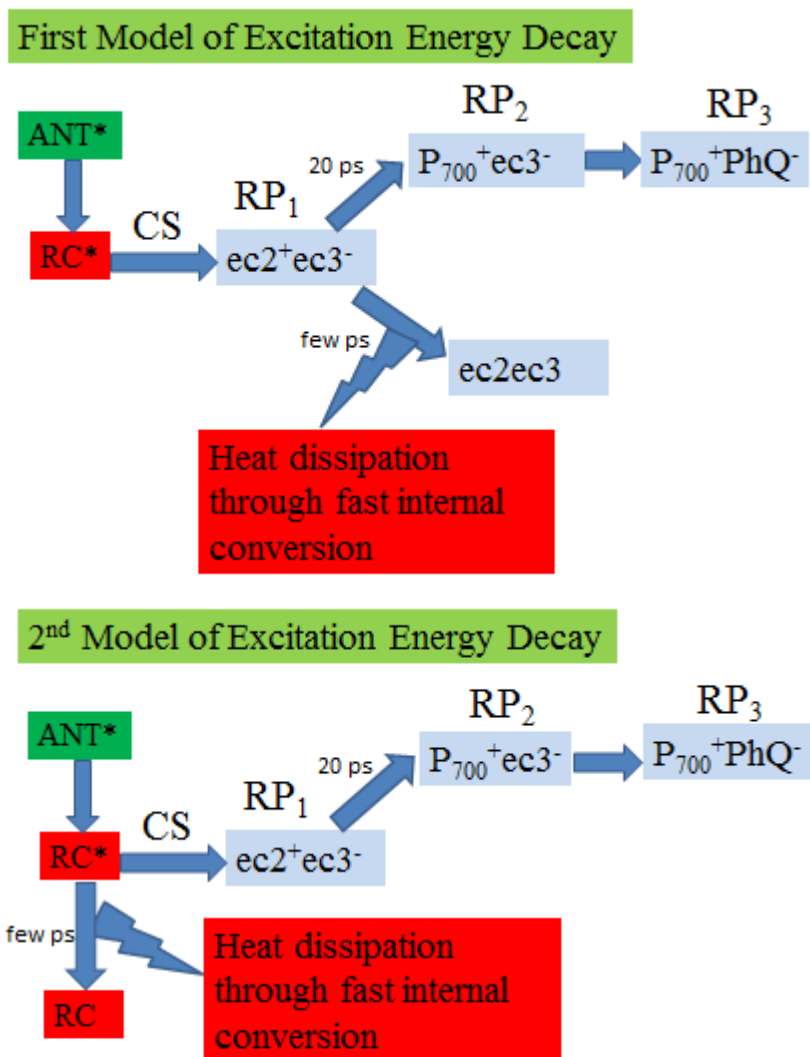 First Model of Excitation Energy Decay
RP₂
RP₃
ANT*
20 ps
P₇₀₀⁺ec3⁻
P₇₀₀⁺PhQ⁻
RP₁
CS
RC*
ec2⁺ec3⁻
few ps
ec2ec3
Heat dissipation
through fast internal
conversion
2ⁿᵈ Model of Excitation Energy Decay
RP₂
RP₃
ANT*
20 ps
P₇₀₀⁺ec3⁻
P₇₀₀⁺PhQ⁻
RP₁
CS
RC*
ec2⁺ec3⁻
few ps
Heat dissipation
through fast internal
conversion
RC